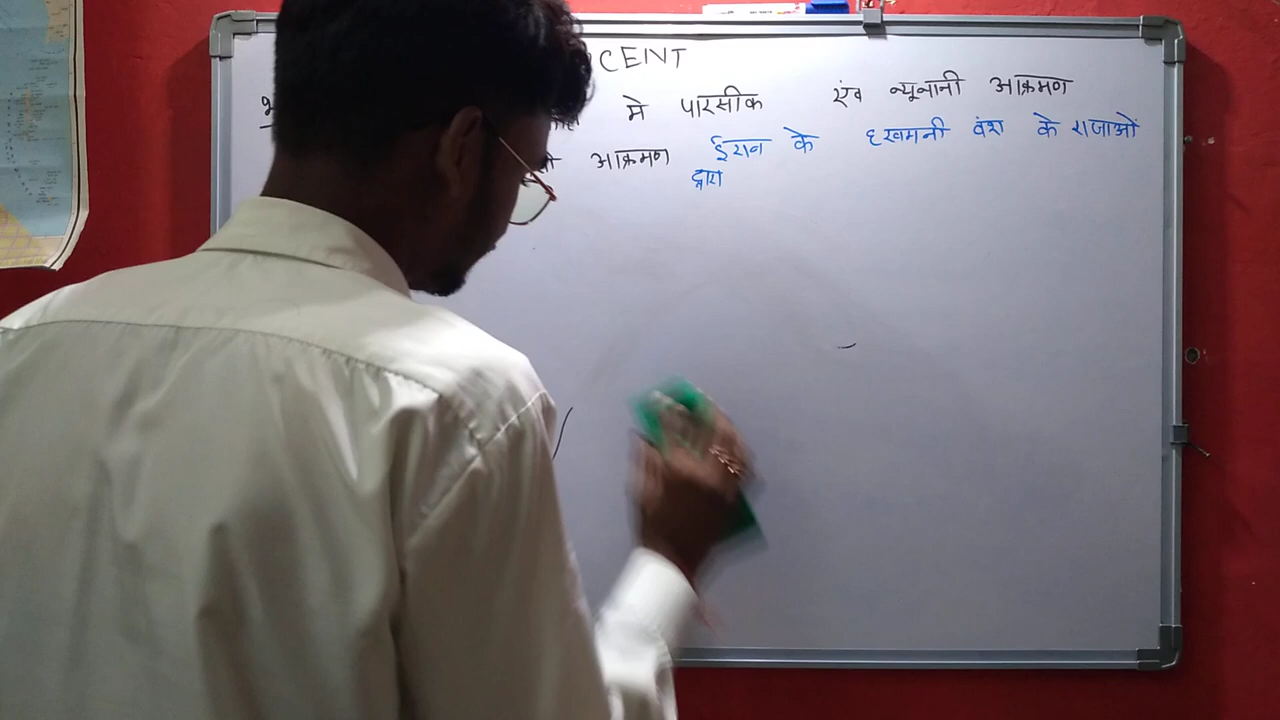 CENT
मे पारसीक एंव न्यूनानी आक्रमण
आक्रमण ईरान के हखमनी वंश के राजाओं
द्वारा